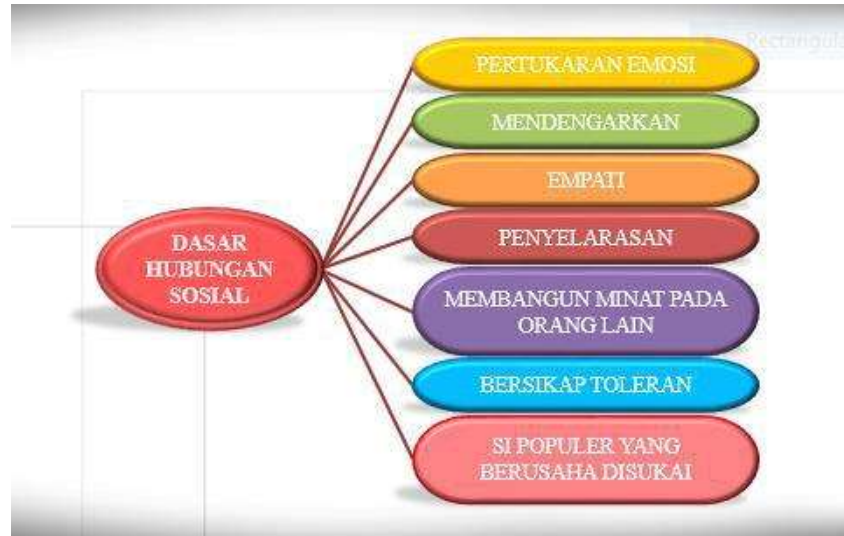 Rectangula
PERTUKARAN EMOSI
MENDENGARKAN
EMPATI
PENYELARASAN
DASAR
HUBUNGAN
SOSIAL
MEMBANGUN MINAT PADA
ORANG LAIN
BERSIKAP TOLERAN
SI POPULER YANG
BERUSAHA DISUKAI